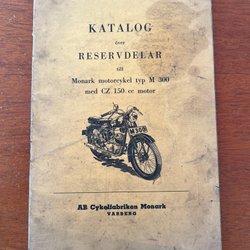 KATALOG
över
RESERVDELAR
till
Monark motorcykel typ M 300
med CZ 150 cc motor
AB Cykelfabriken Monark
VARBERG